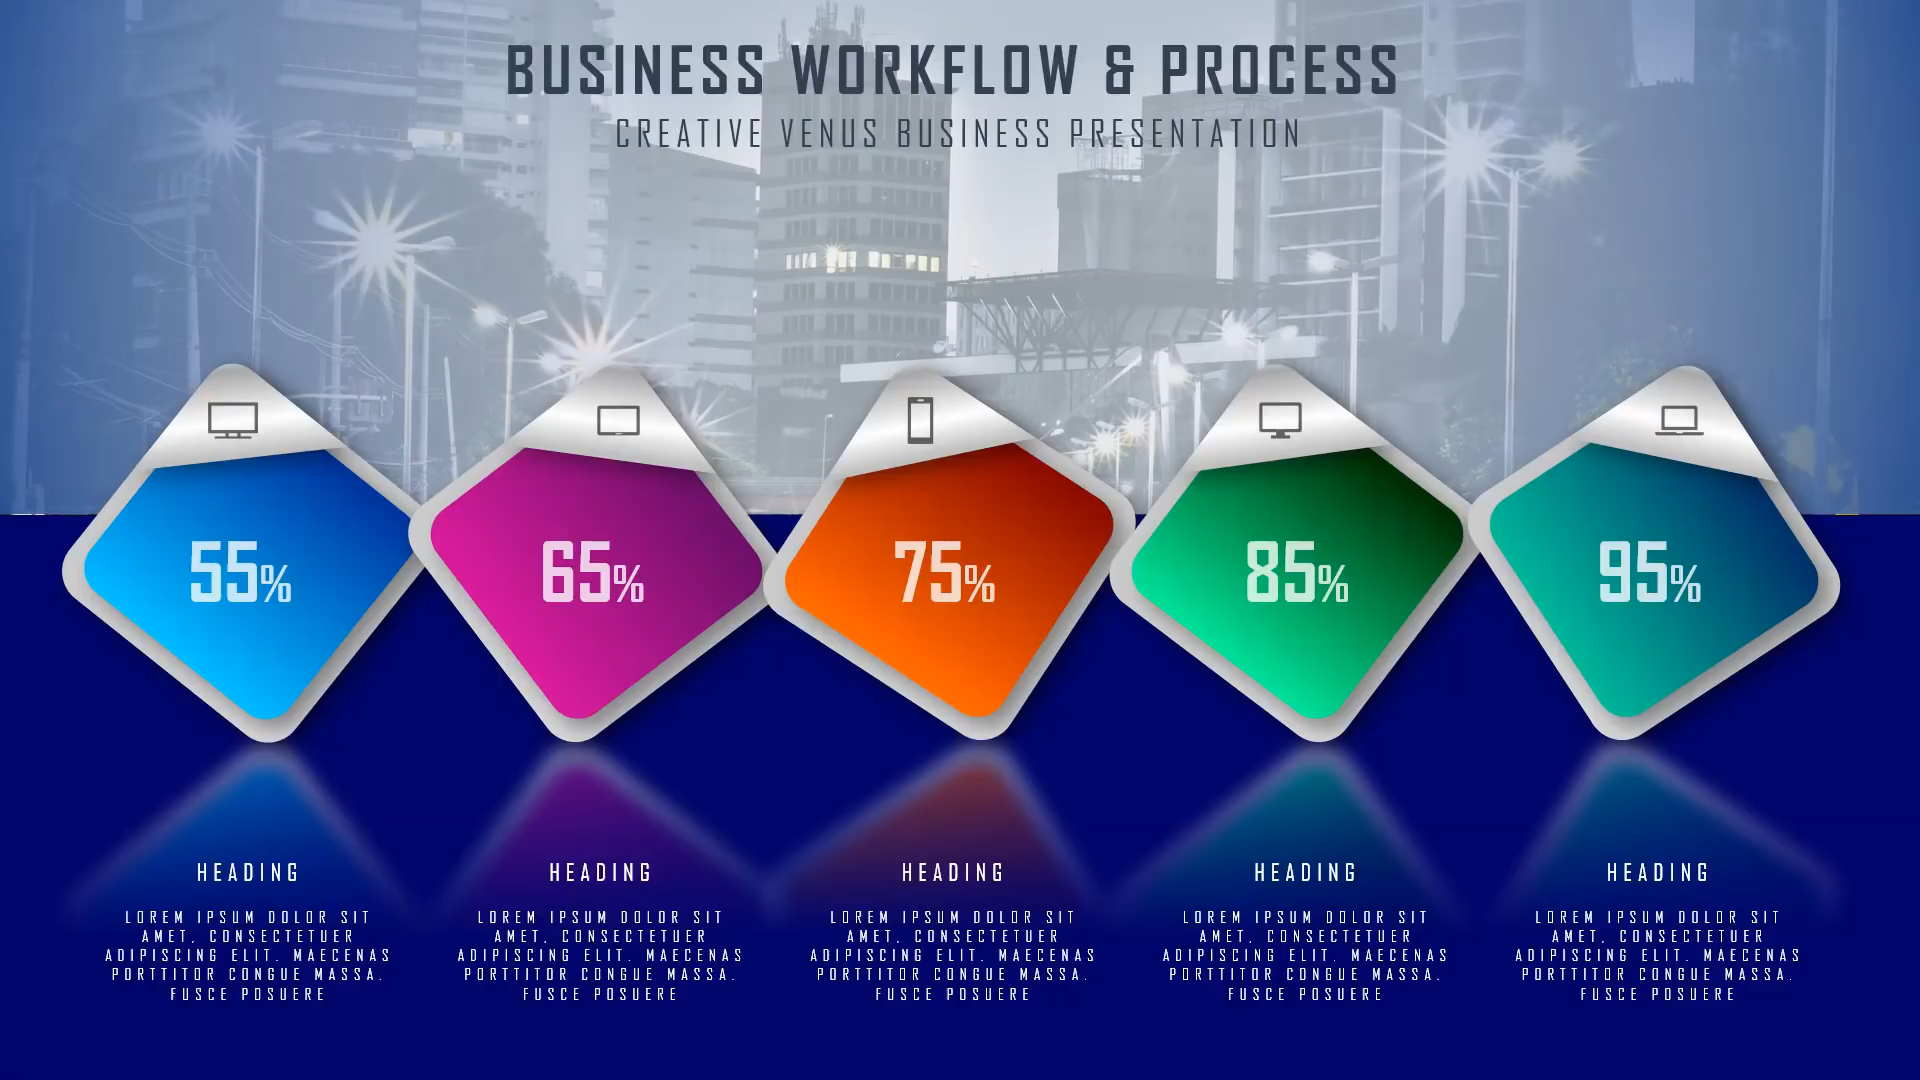 BUSINESS WORKFLOW & PROCESS
CREATIVE VENUS BUSINESS PRESENTATION
55%
65%
75%
85%
95%
HEADING
LOREM IPSUM DOLOR SIT
AMET, CONSECTETUER
ADIPISCING ELIT. MAECENAS
PORTTITOR CONGUE MASSA.
FUSCE POSUERE
HEADING
LOREM IPSUM DOLOR SIT
AMET, CONSECTETUER
ADIPISCING ELIT. MAECENAS
PORTTITOR CONGUE MASSA.
FUSCE POSUERE
HEADING
LOREM IPSUM DOLOR SIT
AMET, CONSECTETUER
ADIPISCING ELIT. MAECENAS
PORTTITOR CONGUE MASSA.
FUSCE POSUERE
HEADING
LOREM IPSUM DOLOR SIT
AMET, CONSECTETUER
ADIPISCING ELIT. MAECENAS
PORTTITOR CONGUE MASSA.
FUSCE POSUERE
HEADING
LOREM IPSUM DOLOR SIT
AMET, CONSECTETUER
ADIPISCING ELIT. MAECENAS
PORTTITOR CONGUE MASSA.
FUSCE POSUERE